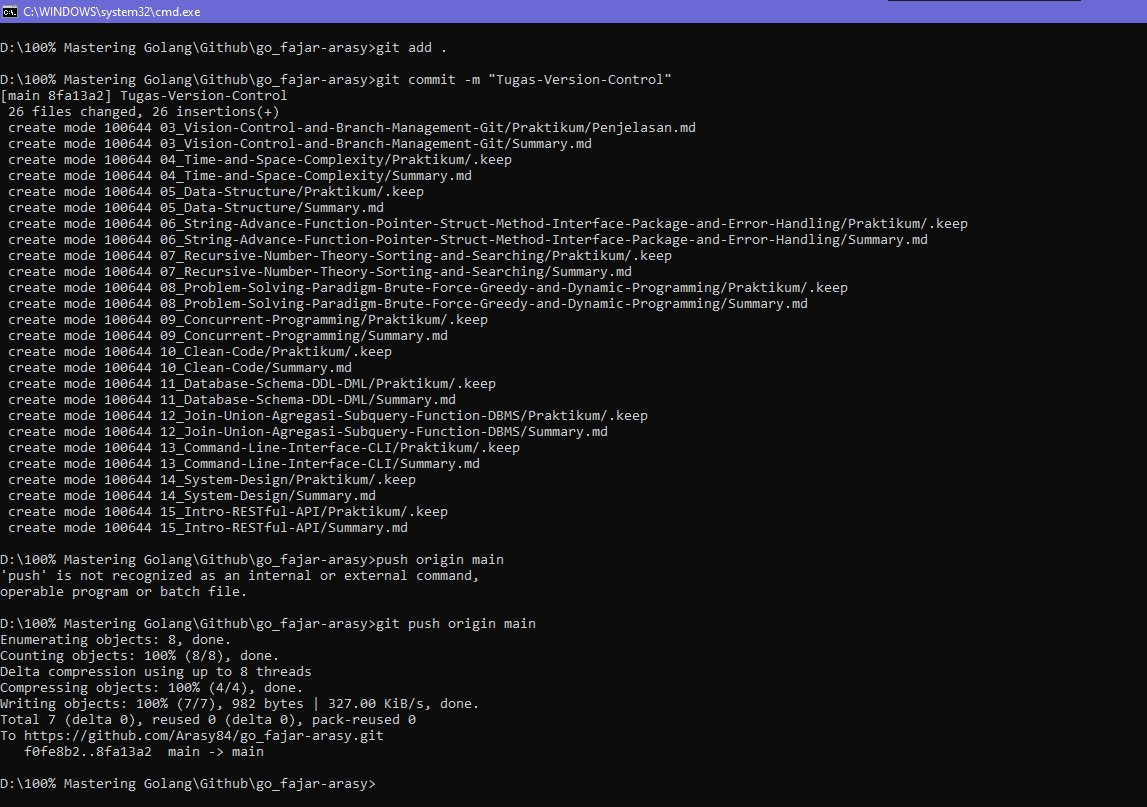 C:\WINDOWS\system32\cmd.exe
D:\100% Mastering Golang\Github\go_fajar-arasy>git add .
D:\100% Mastering Golang\Github\go_fajar-arasy>git commit -m "Tugas-Version-Control"
[main 8fa13a2] Tugas-Version-Control
 26 files changed, 26 insertions(+)
 create mode 100644 03_Vision-Control-and-Branch-Management-Git/Praktikum/Penjelasan.md
 create mode 100644 03_Vision-Control-and-Branch-Management-Git/Summary.md
 create mode 100644 04_Time-and-Space-Complexity/Praktikum/.keep
 create mode 100644 04_Time-and-Space-Complexity/Summary.md
 create mode 100644 05_Data-Structure/Praktikum/.keep
 create mode 100644 05_Data-Structure/Summary.md
 create mode 100644 06_String-Advance-Function-Pointer-Struct-Method-Interface-Package-and-Error-Handling/Praktikum/.keep
 create mode 100644 06_String-Advance-Function-Pointer-Struct-Method-Interface-Package-and-Error-Handling/Summary.md
 create mode 100644 07_Recursive-Number-Theory-Sorting-and-Searching/Praktikum/.keep
 create mode 100644 07_Recursive-Number-Theory-Sorting-and-Searching/Summary.md
 create mode 100644 08_Problem-Solving-Paradigm-Brute-Force-Greedy-and-Dynamic-Programming/Praktikum/.keep
 create mode 100644 08_Problem-Solving-Paradigm-Brute-Force-Greedy-and-Dynamic-Programming/Summary.md
 create mode 100644 09_Concurrent-Programming/Praktikum/.keep
 create mode 100644 09_Concurrent-Programming/Summary.md
 create mode 100644 10_Clean-Code/Praktikum/.keep
 create mode 100644 10_Clean-Code/Summary.md
 create mode 100644 11_Database-Schema-DDL-DML/Praktikum/.keep
 create mode 100644 11_Database-Schema-DDL-DML/Summary.md
 create mode 100644 12_Join-Union-Agregasi-Subquery-Function-DBMS/Praktikum/.keep
 create mode 100644 12_Join-Union-Agregasi-Subquery-Function-DBMS/Summary.md
 create mode 100644 13_Command-Line-Interface-CLI/Praktikum/.keep
 create mode 100644 13_Command-Line-Interface-CLI/Summary.md
 create mode 100644 14_System-Design/Praktikum/.keep
 create mode 100644 14_System-Design/Summary.md
 create mode 100644 15_Intro-RESTful-API/Praktikum/.keep
 create mode 100644 15_Intro-RESTful-API/Summary.md
D:\100% Mastering Golang\Github\go_fajar-arasy>push origin main
'push' is not recognized as an internal or external command,
operable program or batch file.
D:\100% Mastering Golang\Github\go_fajar-arasy>git push origin main
Enumerating objects: 8, done.
Counting objects: 100% (8/8), done.
Delta compression using up to 8 threads
Compressing objects: 100% (4/4), done.
Writing objects: 100% (7/7), 982 bytes | 327.00 KiB/s, done.
Total 7 (delta 0), reused 0 (delta 0), pack-reused 0
To https://github.com/Arasy84/go_fajar-arasy.git
   f0fe8b2..8fa13a2  main -> main
D:\100% Mastering Golang\Github\go_fajar-arasy>